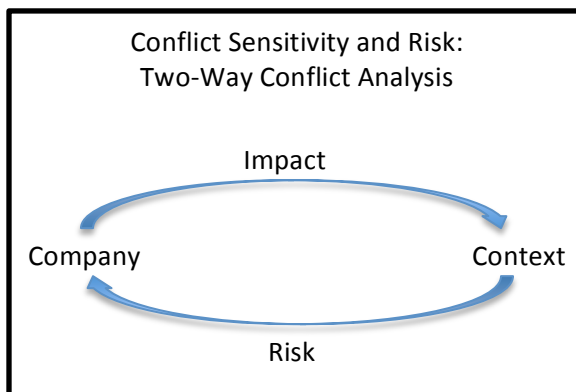 Conflict Sensitivity and Risk:
Two-Way Conflict Analysis
Impact
Company
Context
Risk